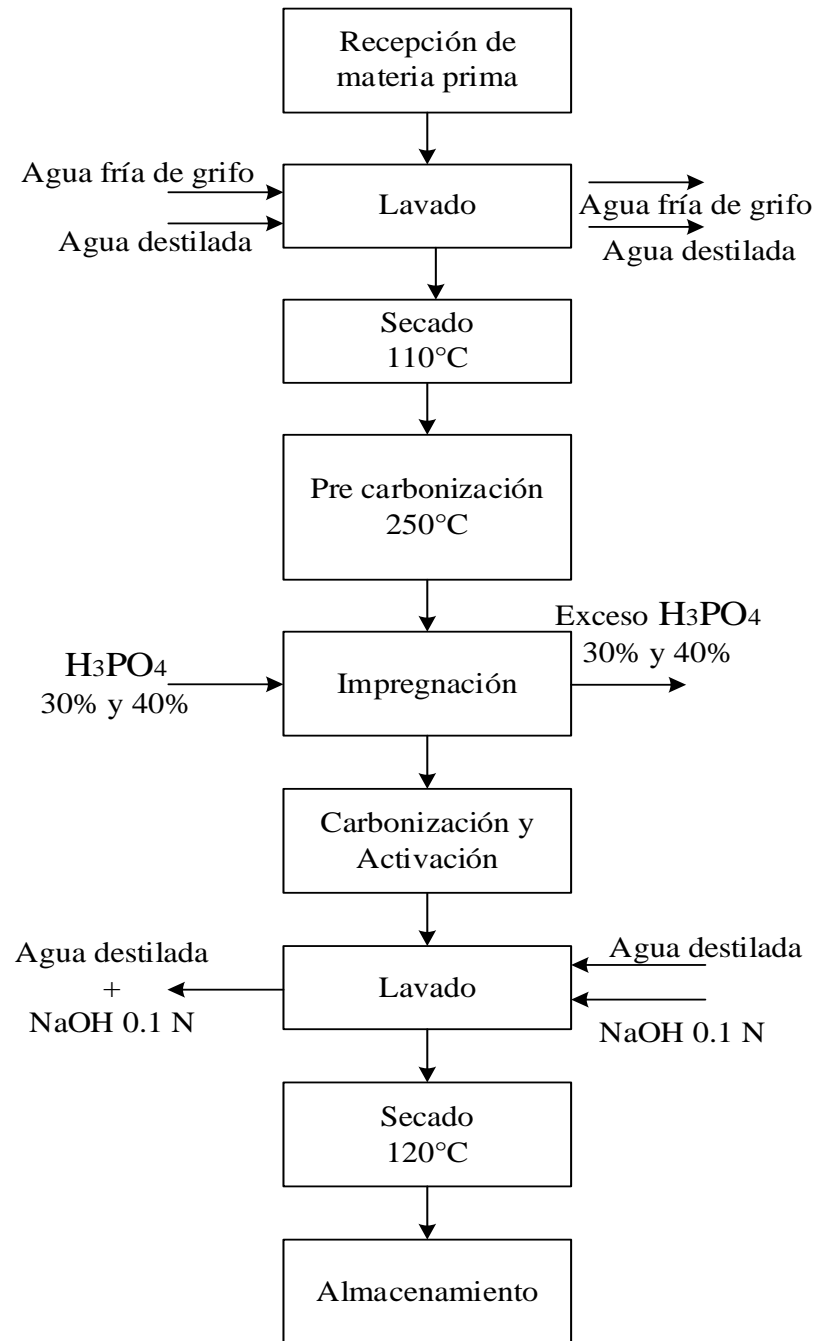 Recepción de
materia prima
Agua fría de grifo
Agua destilada
Lavado
Agua fría de grifo
Agua destilada
Secado
110°C
Pre carbonización
250°C
H3PO4
30% y 40%
Impregnación
Exceso H3PO4
30% y 40%
Carbonización y
Activación
Agua destilada
+
NaOH 0.1 N
Lavado
Agua destilada
NaOH 0.1 N
Secado
120°C
Almacenamiento